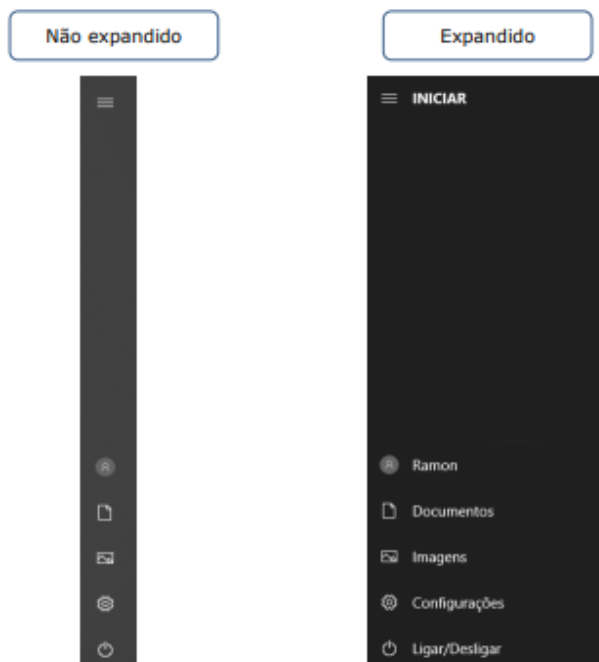 Não expandido
Expandido
INICIAR
Ramon
Documentos
Imagens
Configurações
Ligar/Desligar